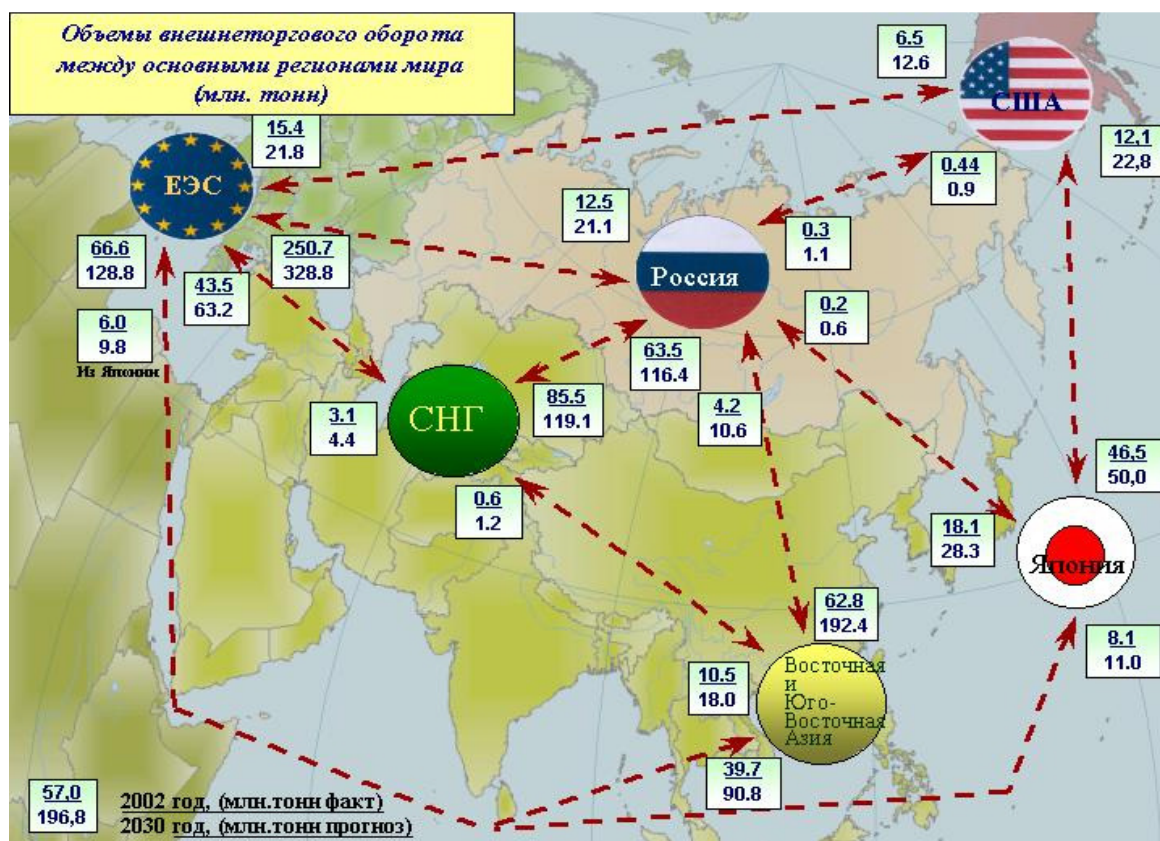 Объемы внешнеторгового оборота
между основными регионами мира
(млн. тонн)
6.5
12.6
США
15.4
21.8
12,1
22,8
ЕЭС
0.44
0.9
12.5
21.1
0.3
1.1
66.6
128.8
250.7
328.8
43.5
63.2
Россия
6.0
9.8
Из Японии
0.2
0.6
63.5
116.4
СНГ
85.5
119.1
3.1
4.4
4.2
10.6
46,5
50,0
0.6
1.2
18.1
28.3
Япония
62.8
192.4
8.1
11.0
10.5
18.0
Восточная
и
Юго-
Восточная
Азия
39.7
90.8
57,0
196,8
2002 год, (млн.тонн факт)
2030 год, (млн.тонн прогноз)